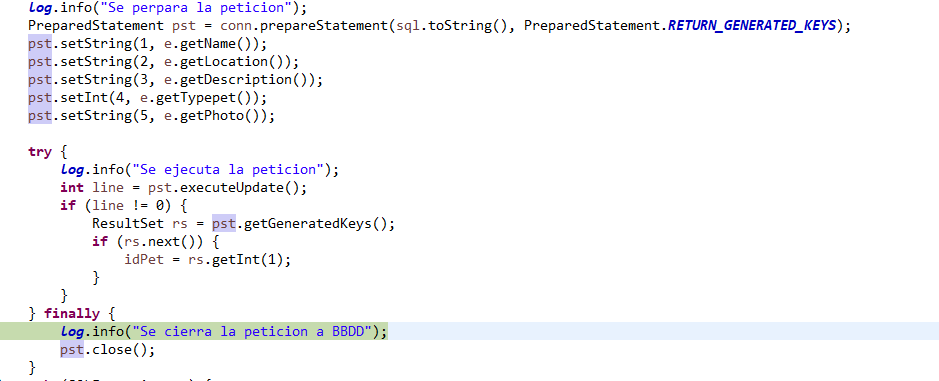 log.info("Se perpara la peticion");
PreparedStatement pst = conn.prepareStatement(sql.toString(), PreparedStatement.RETURN_GENERATED_KEYS);
pst.setString(1, e.getName());
pst.setString(2, e.getLocation());
pst.setString(3, e.getDescription());
pst.setInt(4, e.getTypepet());
pst.setString(5, e.getPhoto());
try {
log.info("Se ejecuta la peticion");
int line = pst.executeUpdate();
if (line != 0) {
ResultSet rs = pst.getGeneratedKeys();
if (rs.next()) {
idPet = rs.getInt(1);
}
}
} finally {
log.info("Se cierra la peticion a BBDD");
pst.close();
}